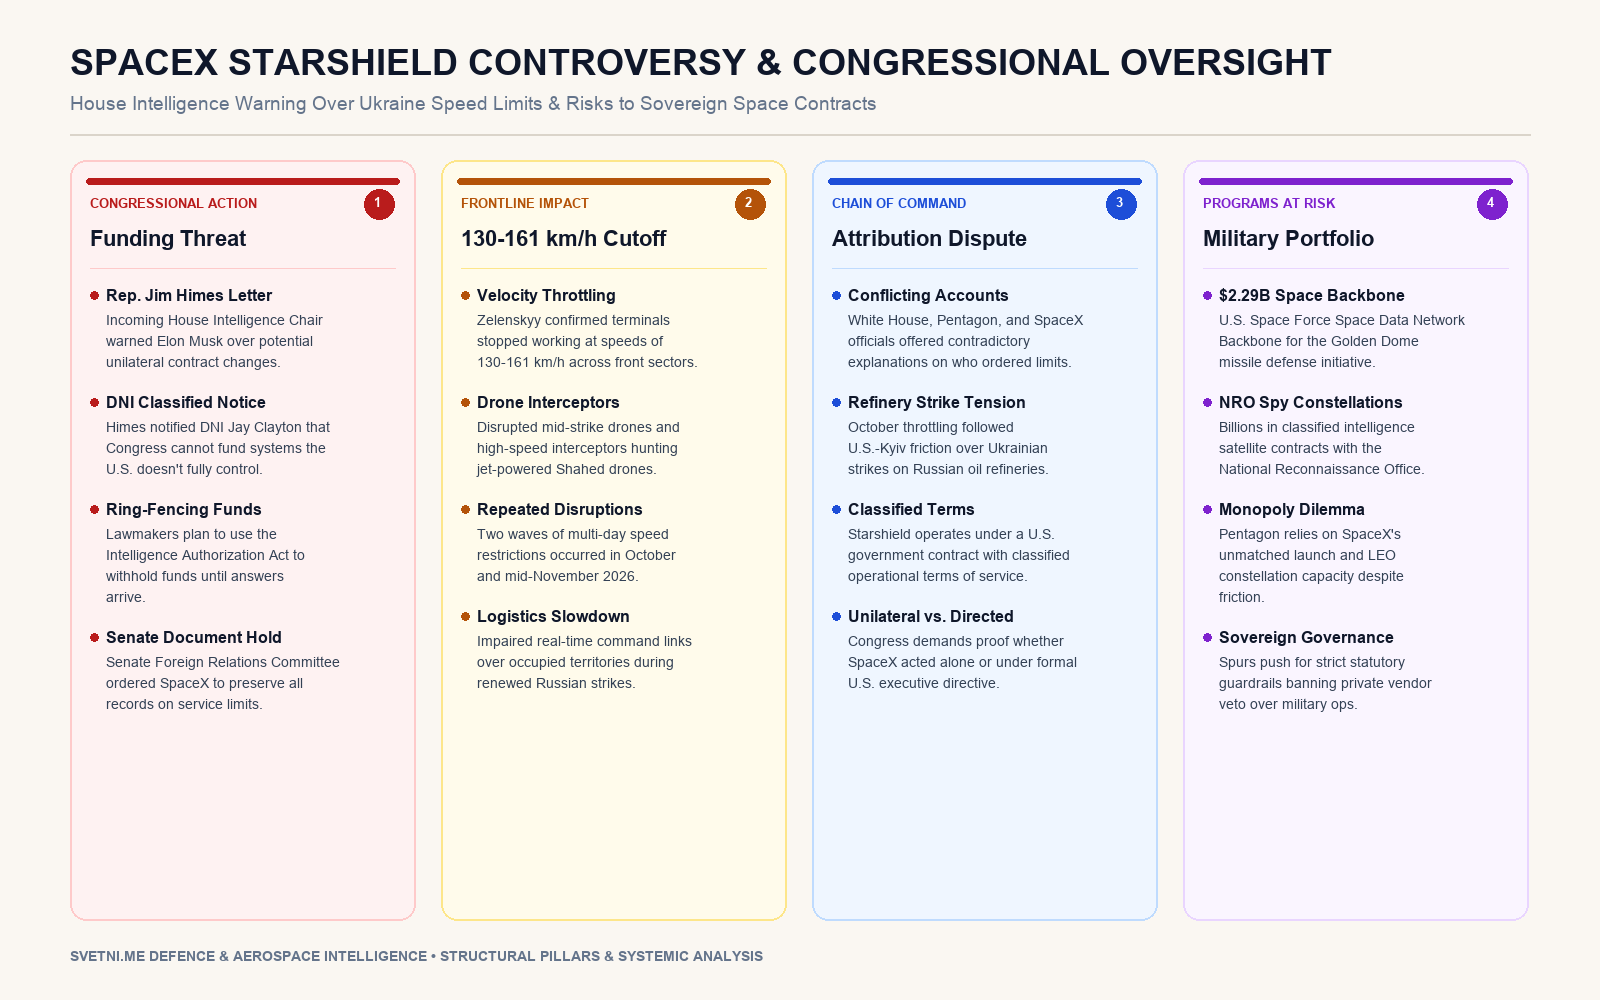 SPACEX STARSHIELD CONTROVERSY & CONGRESSIONAL OVERSIGHT
House Intelligence Warning Over Ukraine Speed Limits & Risks to Sovereign Space Contracts
CONGRESSIONAL ACTION
1
Funding Threat
Rep. Jim Himes Letter
Incoming House Intelligence Chair
warned Elon Musk over potential
unilateral contract changes.
DNI Classified Notice
Himes notified DNI Jay Clayton that
Congress cannot fund systems the
U.S. doesn't fully control.
Ring-Fencing Funds
Lawmakers plan to use the
Intelligence Authorization Act to
withhold funds until answers
arrive.
Senate Document Hold
Senate Foreign Relations Committee
ordered SpaceX to preserve all
records on service limits.
FRONTLINE IMPACT
2
130-161 km/h Cutoff
Velocity Throttling
Zelenskyy confirmed terminals
stopped working at speeds of
130-161 km/h across front sectors.
Drone Interceptors
Disrupted mid-strike drones and
high-speed interceptors hunting
jet-powered Shahed drones.
Repeated Disruptions
Two waves of multi-day speed
restrictions occurred in October
and mid-November 2026.
Logistics Slowdown
Impaired real-time command links
over occupied territories during
renewed Russian strikes.
CHAIN OF COMMAND
3
Attribution Dispute
Conflicting Accounts
White House, Pentagon, and SpaceX
officials offered contradictory
explanations on who ordered limits.
Refinery Strike Tension
October throttling followed
U.S.-Kyiv friction over Ukrainian
strikes on Russian oil refineries.
Classified Terms
Starshield operates under a U.S.
government contract with classified
operational terms of service.
Unilateral vs. Directed
Congress demands proof whether
SpaceX acted alone or under formal
U.S. executive directive.
PROGRAMS AT RISK
4
Military Portfolio
$2.29B Space Backbone
U.S. Space Force Space Data Network
Backbone for the Golden Dome
missile defense initiative.
NRO Spy Constellations
Billions in classified intelligence
satellite contracts with the
National Reconnaissance Office.
Monopoly Dilemma
Pentagon relies on SpaceX's
unmatched launch and LEO
constellation capacity despite
friction.
Sovereign Governance
Spurs push for strict statutory
guardrails banning private vendor
veto over military ops.
SVETNI.ME DEFENCE & AEROSPACE INTELLIGENCE • STRUCTURAL PILLARS & SYSTEMIC ANALYSIS